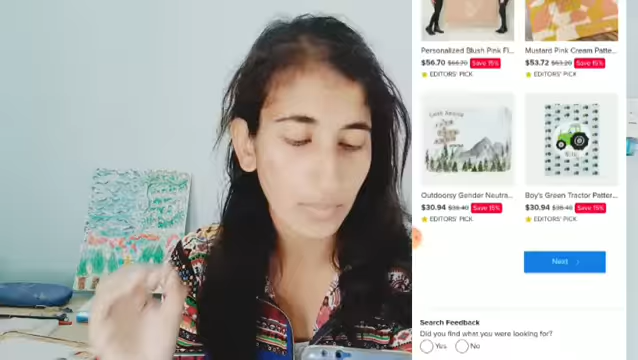 Personalized Blush Pink Fl... Mustard Pink Cream Patte...
$56.70 $66.70 Save 15% $53.72 $63.20 Save 15%
EDITORS' PICK EDITORS' PICK
Outdoorsy Gender Neutra... Boy's Green Tractor Patter...
$30.94 $36.40 Save 15% $30.94 $36.40 Save 15%
EDITORS' PICK EDITORS' PICK
Next
Search Feedback
Did you find what you were looking for?
Yes No